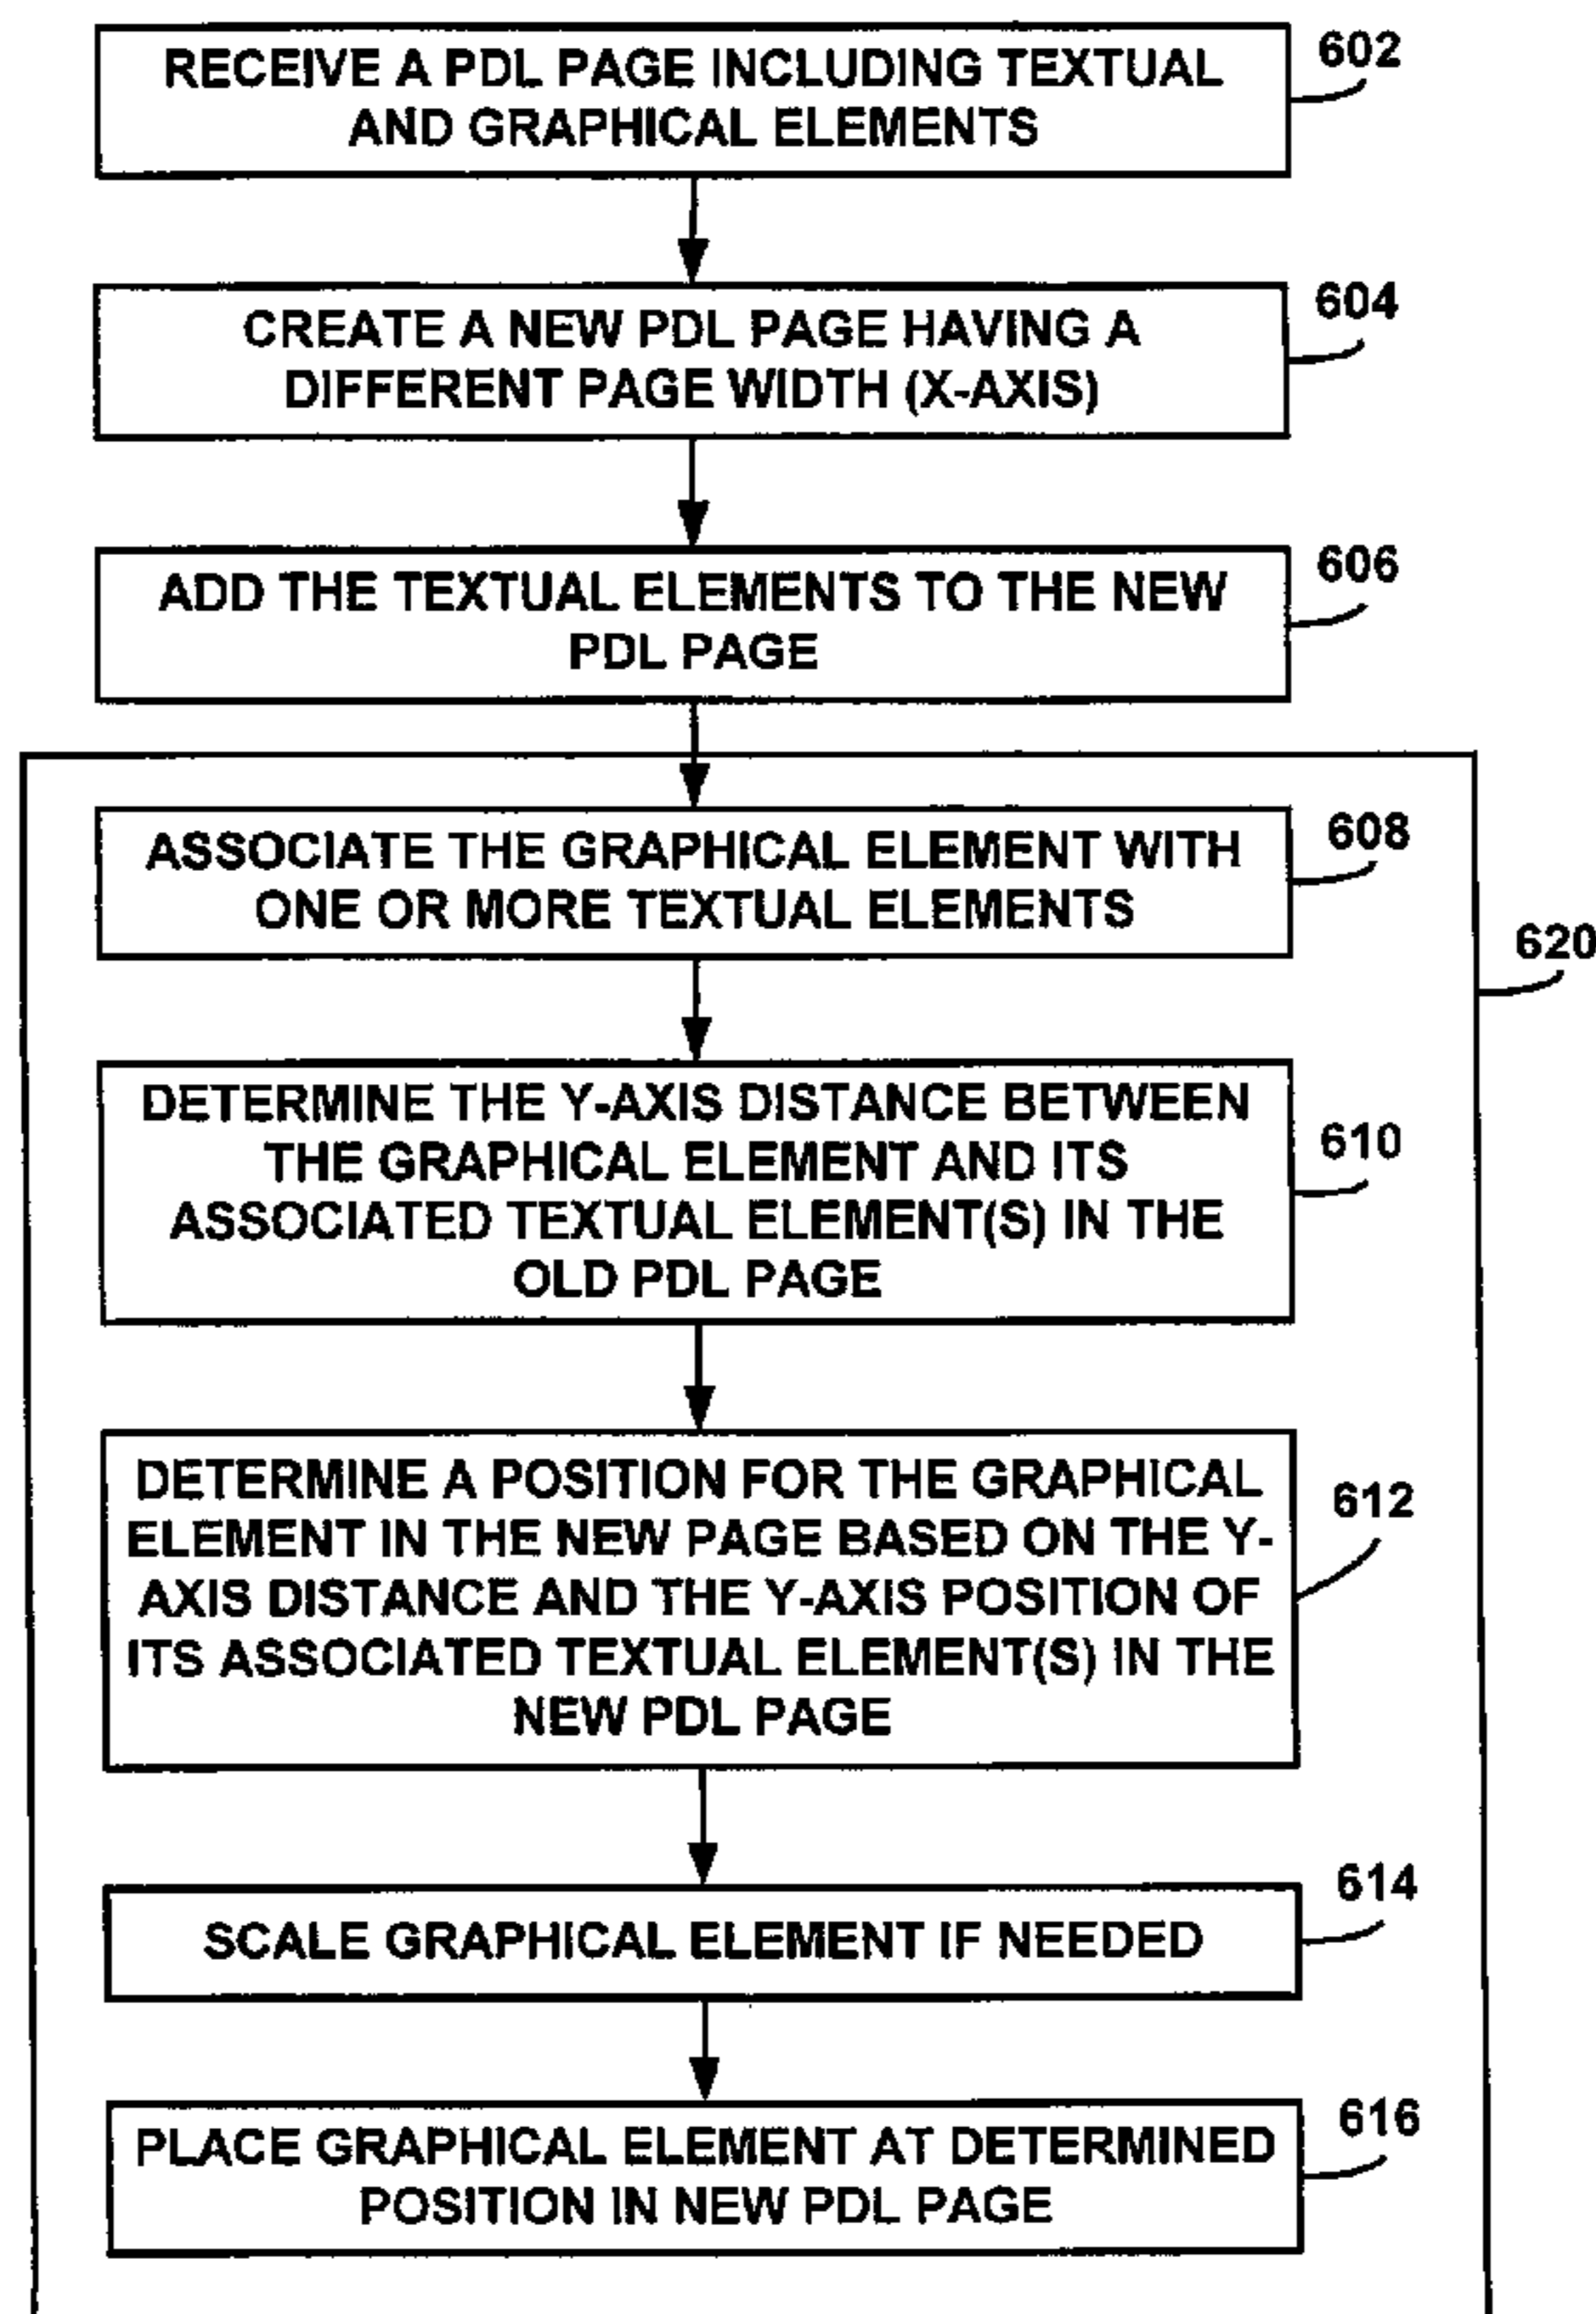 RECEIVE A PDL PAGE INCLUDING TEXTUAL
AND GRAPHICAL ELEMENTS
602
CREATE A NEW PDL PAGE HAVING A
DIFFERENT PAGE WIDTH (X-AXIS)
604
ADD THE TEXTUAL ELEMENTS TO THE NEW
PDL PAGE
606
ASSOCIATE THE GRAPHICAL ELEMENT WITH
ONE OR MORE TEXTUAL ELEMENTS
608
620
DETERMINE THE Y-AXIS DISTANCE BETWEEN
THE GRAPHICAL ELEMENT AND ITS
ASSOCIATED TEXTUAL ELEMENT(S) IN THE
OLD PDL PAGE
610
DETERMINE A POSITION FOR THE GRAPHICAL
ELEMENT IN THE NEW PAGE BASED ON THE Y-
AXIS DISTANCE AND THE Y-AXIS POSITION OF
ITS ASSOCIATED TEXTUAL ELEMENT(S) IN THE
NEW PDL PAGE
612
SCALE GRAPHICAL ELEMENT IF NEEDED
614
PLACE GRAPHICAL ELEMENT AT DETERMINED
POSITION IN NEW PDL PAGE
616